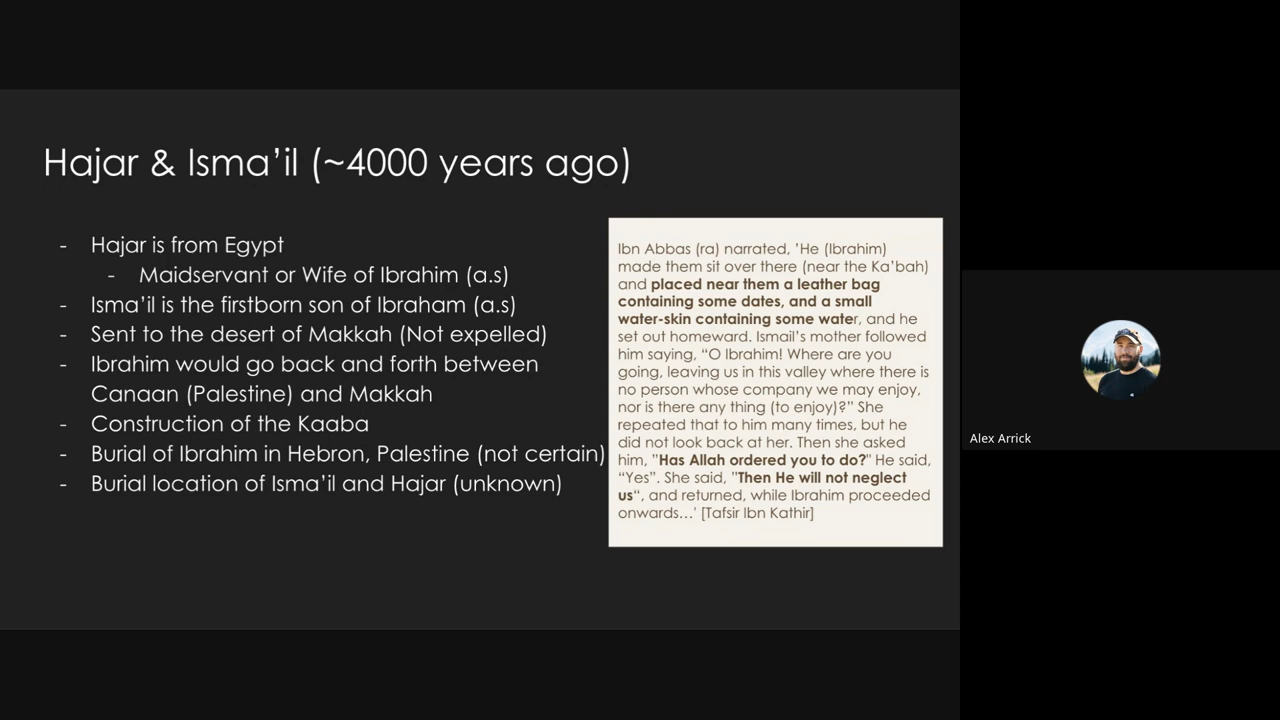 Hajar & Isma’il (~4000 years ago)
- Hajar is from Egypt
- Maidservant or Wife of Ibrahim (a.s)
- Isma’il is the firstborn son of Ibraham (a.s)
- Sent to the desert of Makkah (Not expelled)
- Ibrahim would go back and forth between
Canaan (Palestine) and Makkah
- Construction of the Kaaba
- Burial of Ibrahim in Hebron, Palestine (not certain)
- Burial location of Isma’il and Hajar (unknown)
Ibn Abbas (ra) narrated, 'He (Ibrahim)
made them sit over there (near the Ka’bah)
and placed near them a leather bag
containing some dates, and a small
water-skin containing some water, and he
set out homeward. Ismail’s mother followed
him saying, “O Ibrahim! Where are you
going, leaving us in this valley where there is
no person whose company we may enjoy,
nor is there any thing (to enjoy)?” She
repeated that to him many times, but he
did not look back at her. Then she asked
him, "Has Allah ordered you to do?" He said,
“Yes”. She said, "Then He will not neglect
us“, and returned, while Ibrahim proceeded
onwards…' [Tafsir Ibn Kathir]
Alex Arrick